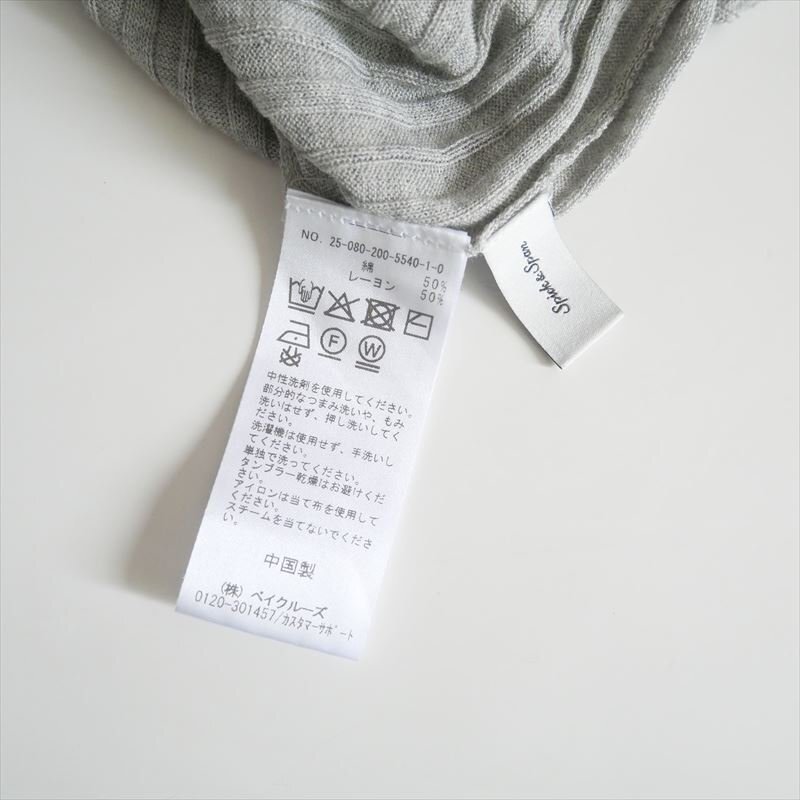 NO. 25-080-200-5540-1-0
綿 50%
レーヨン 50%
F W
中性洗剤を使用してください。
部分的なつまみ洗いや、もみ
洗いはせず、押し洗いしてく
ださい。
洗濯機は使用せず、手洗いし
てください。
単独で洗ってください。
タンブラー乾燥はお避けくだ
さい。
アイロンは当て布を使用して
ください。
スチームを当てないでくださ
い。
中国製
(株) ベイクルーズ
0120-301457/カスタマーサポート
Spick & Span